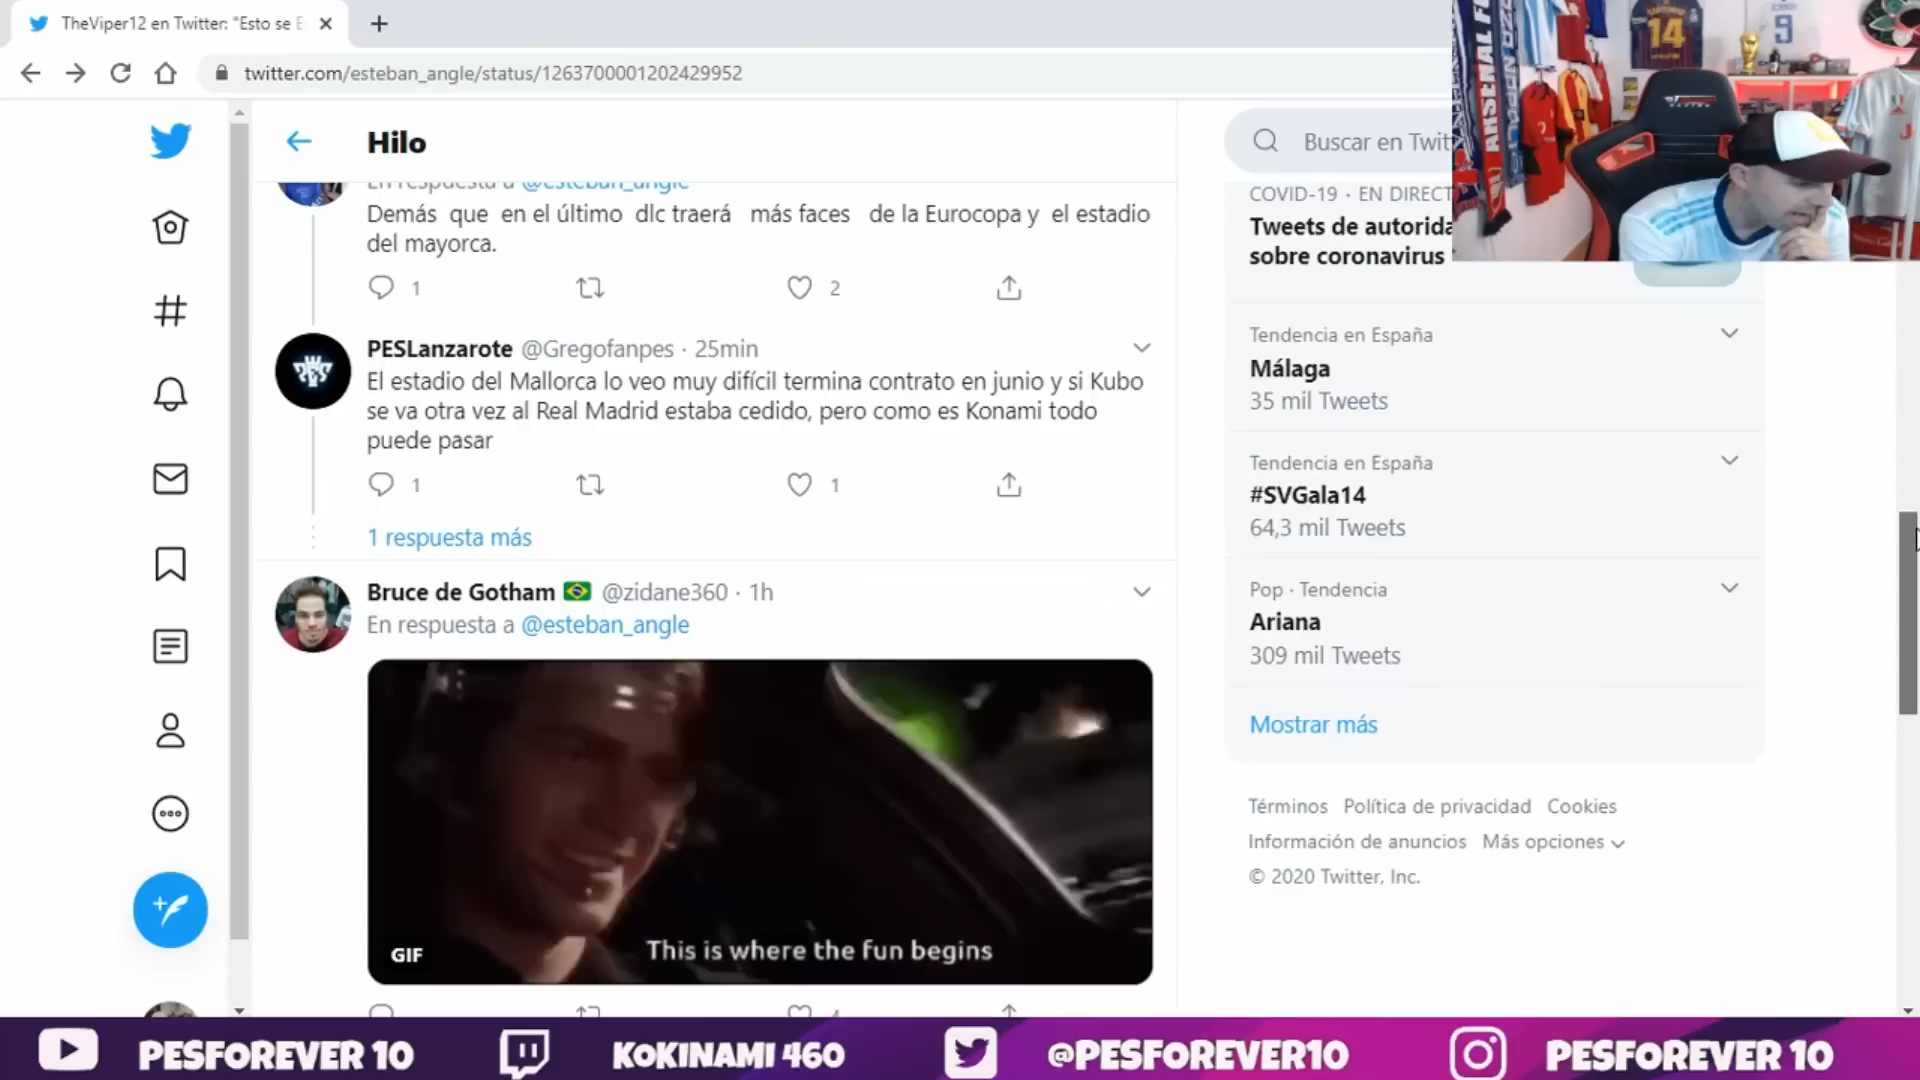 TheViper12 en Twitter: "Esto se E
twitter.com/esteban_angle/status/1263700001202429952
Hilo
En respuesta a @esteban_angle
Demás que en el último dlc traerá más faces de la Eurocopa y el estadio
del mayorca.
1
2
PESLanzarote @Gregofanpes · 25min
El estadio del Mallorca lo veo muy difícil termina contrato en junio y si Kubo
se va otra vez al Real Madrid estaba cedido, pero como es Konami todo
puede pasar
1
1
1 respuesta más
Bruce de Gotham @zidane360 · 1h
En respuesta a @esteban_angle
This is where the fun begins
GIF
4
Buscar en Twit
COVID-19 · EN DIRECT
Tweets de autorida
sobre coronavirus
Tendencia en España
Málaga
35 mil Tweets
Tendencia en España
#SVGala14
64,3 mil Tweets
Pop · Tendencia
Ariana
309 mil Tweets
Mostrar más
Términos Política de privacidad Cookies
Información de anuncios Más opciones
© 2020 Twitter, Inc.
ARSENAL F
14
9
PESFOREVER 10
KOKINAMI 460
@PESFOREVER10
PESFOREVER 10